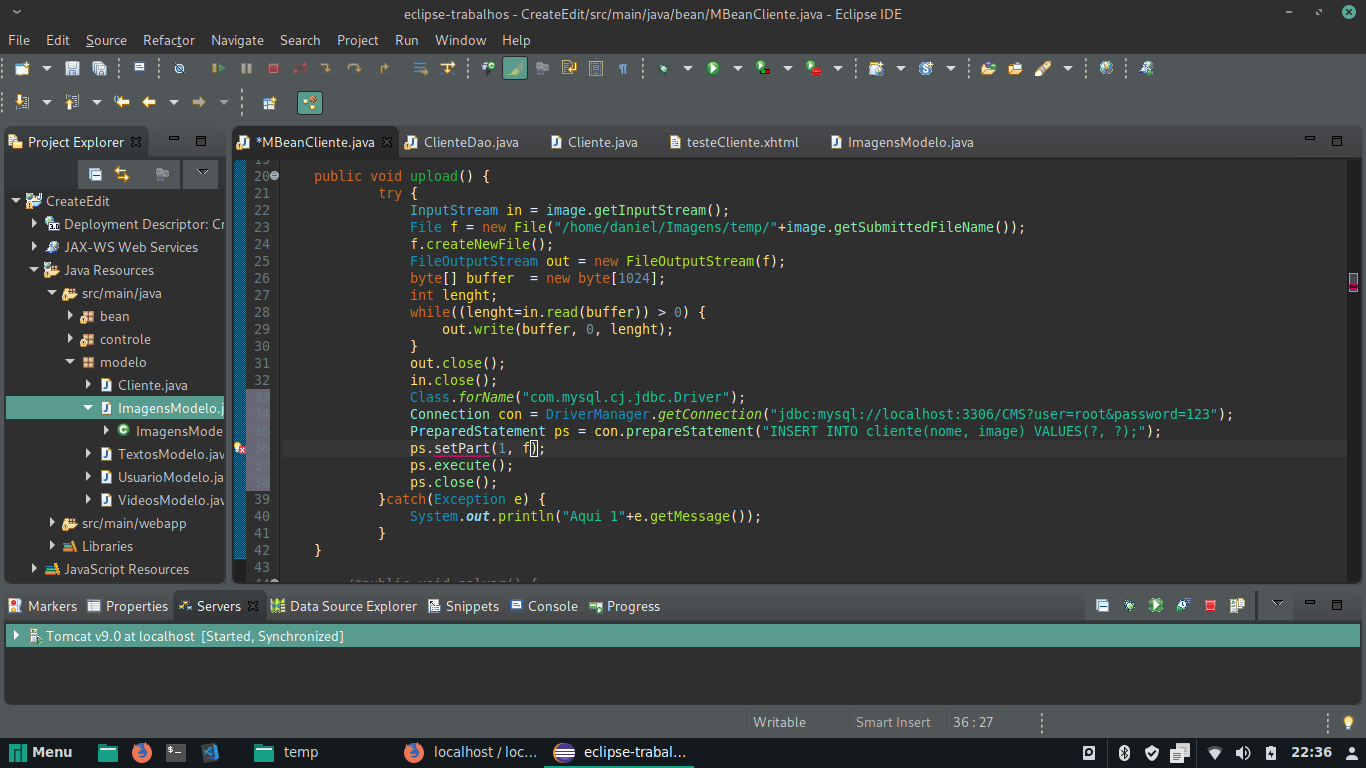 eclipse-trabalhos - CreateEdit/src/main/java/bean/MBeanCliente.java - Eclipse IDE
File Edit Source Refactor Navigate Search Project Run Window Help
Project Explorer
*MBeanCliente.java ClienteDao.java Cliente.java testeCliente.xhtml ImagensModelo.java
CreateEdit
Deployment Descriptor: Cr
JAX-WS Web Services
Java Resources
src/main/java
bean
controle
modelo
Cliente.java
ImagensModelo.j
ImagensMode
TextosModelo.jav
UsuarioModelo.ja
VideosModelo.jav
src/main/webapp
Libraries
JavaScript Resources
19
20 public void upload() {
21 try {
22 InputStream in = image.getInputStream();
23 File f = new File("/home/daniel/Imagens/temp/"+image.getSubmittedFileName());
24 f.createNewFile();
25 FileOutputStream out = new FileOutputStream(f);
26 byte[] buffer  = new byte[1024];
27 int lenght;
28 while((lenght=in.read(buffer)) > 0) {
29 out.write(buffer, 0, lenght);
30 }
31 out.close();
32 in.close();
33 Class.forName("com.mysql.cj.jdbc.Driver");
34 Connection con = DriverManager.getConnection("jdbc:mysql://localhost:3306/CMS?user=root&password=123");
35 PreparedStatement ps = con.prepareStatement("INSERT INTO cliente(nome, image) VALUES(?, ?);");
36 ps.setPart(1, f);
37 ps.execute();
38 ps.close();
39 }catch(Exception e) {
40 System.out.println("Aqui 1"+e.getMessage());
41 }
42 }
43
44 /*public void salvar() {
Markers Properties Servers Data Source Explorer Snippets Console Progress
Tomcat v9.0 at localhost [Started, Synchronized]
Writable Smart Insert 36 : 27
Menu temp localhost / loc... eclipse-trabal... 22:36